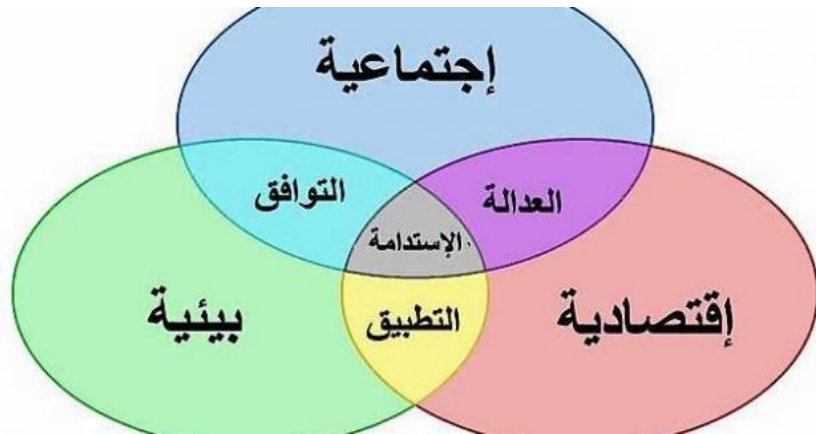 إجتماعية
العدالة
التوافق
الإستدامة
إقتصادية
التطبيق
بيئية